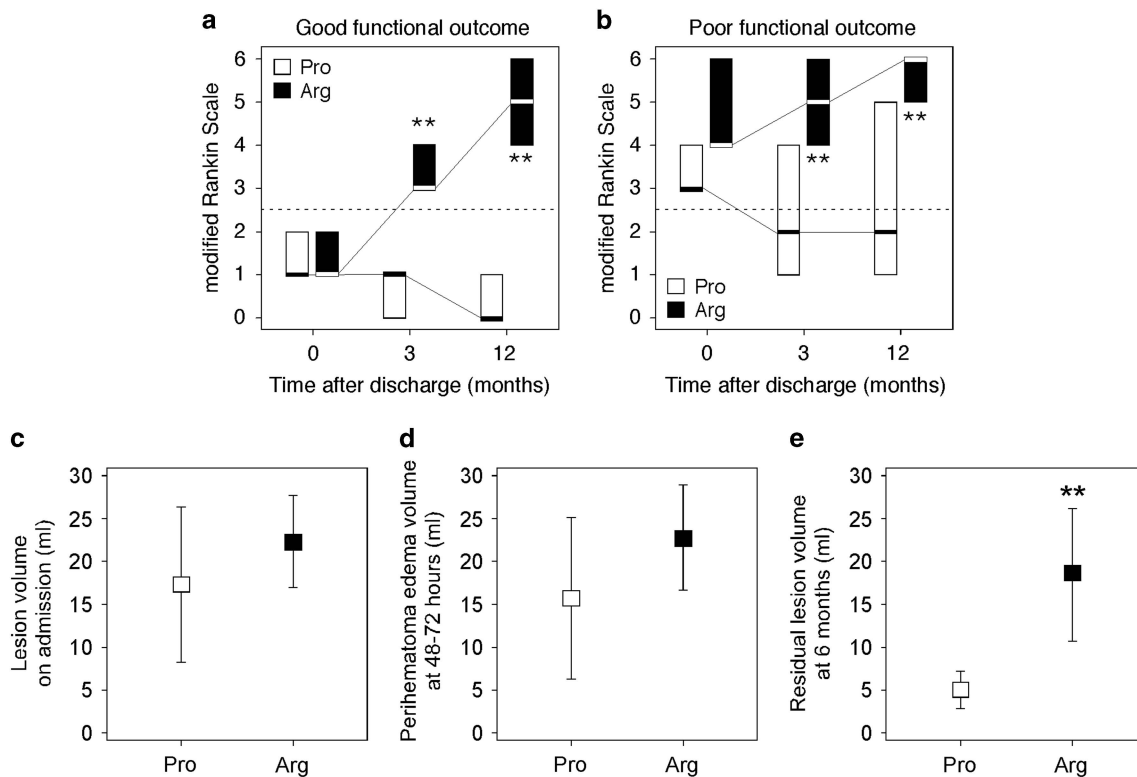 a
Good functional outcome
modified Rankin Scale
6
5
4
3
2
1
0
Pro
Arg
**
**
0 3 12
Time after discharge (months)
b
Poor functional outcome
modified Rankin Scale
6
5
4
3
2
1
0
**
**
Pro
Arg
0 3 12
Time after discharge (months)
c
Lesion volume
on admission (ml)
30
25
20
15
10
5
0
Pro Arg
d
Perihematoma edema volume
at 48-72 hours (ml)
30
25
20
15
10
5
0
Pro Arg
e
Residual lesion volume
at 6 months (ml)
30
25
20
15
10
5
0
**
Pro Arg